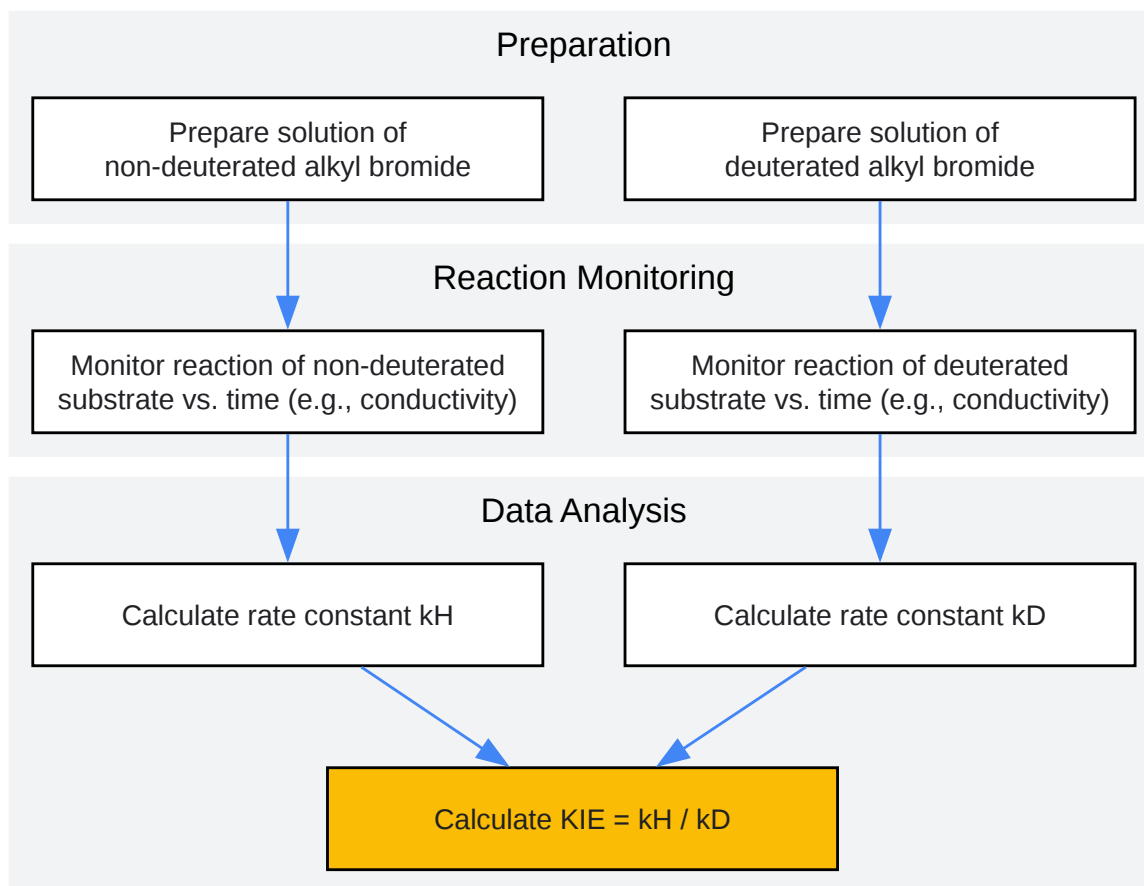 Preparation
Prepare solution of
non-deuterated alkyl bromide
Prepare solution of
deuterated alkyl bromide
Reaction Monitoring
Monitor reaction of non-deuterated
substrate vs. time (e.g., conductivity)
Monitor reaction of deuterated
substrate vs. time (e.g., conductivity)
Data Analysis
Calculate rate constant kH
Calculate rate constant kD
Calculate KIE = kH / kD